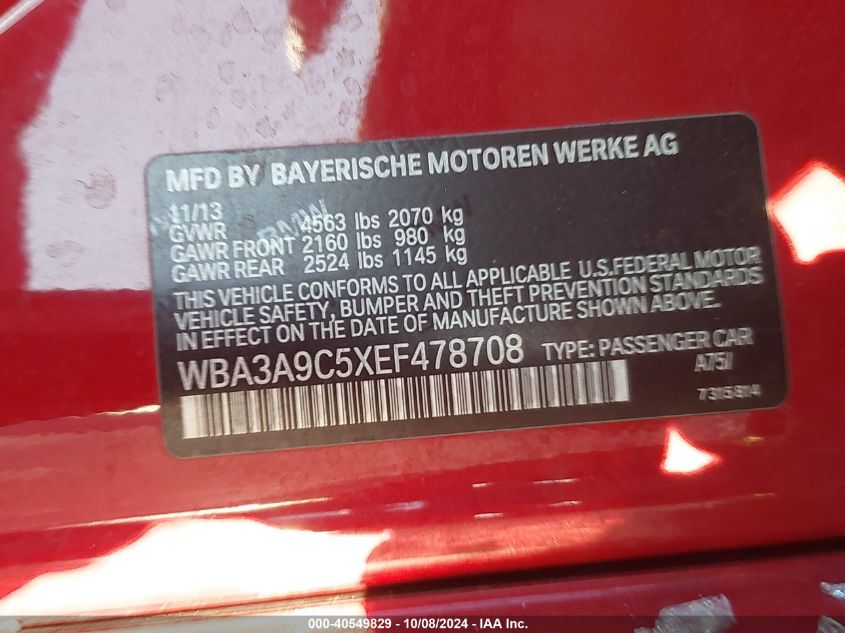 MFD BY BAYERISCHE MOTOREN WERKE AG
11/13
GVWR 4563 lbs 2070 kg
GAWR FRONT 2160 lbs 980 kg
GAWR REAR 2524 lbs 1145 kg
THIS VEHICLE CONFORMS TO ALL APPLICABLE U.S. FEDERAL MOTOR
VEHICLE SAFETY, BUMPER AND THEFT PREVENTION STANDARDS
IN EFFECT ON THE DATE OF MANUFACTURE SHOWN ABOVE.
WBA3A9C5XEF478708 TYPE: PASSENGER CAR
A75/
7315814
000-40549829 - 10/08/2024 - IAA Inc.